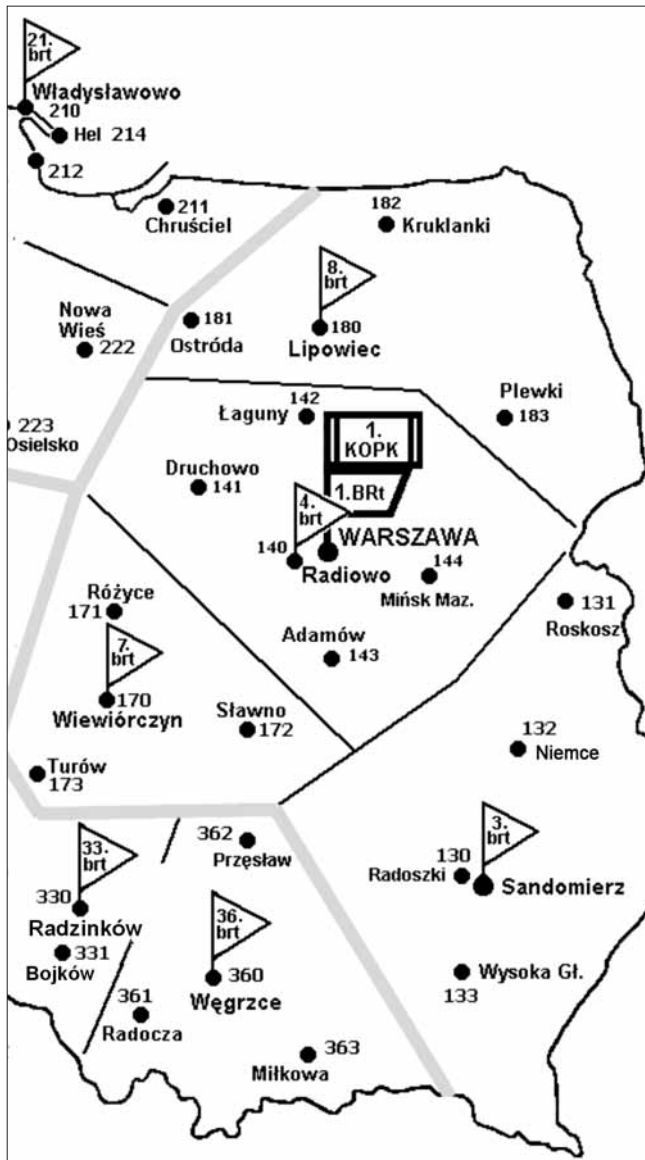 21.
brt
Władysławowo
210
Hel 214
212
211
Chruściel
182
Kruklanki
8.
brt
Nowa
Wieś
222
181
Ostróda
180
Lipowiec
142
Łaguny
Plewki
183
223
Osielsko
1.
KOPK
Druchowo
141
1.BRt
4.
brt
WARSZAWA
140
Radiowo
144
Mińsk Maz.
Różyce
171
131
Roskosz
7.
brt
Adamów
143
170
Wiewiórczyn
Sławno
172
132
Niemce
Turów
173
3.
brt
33.
brt
362
Przęsław
130
Radoszki
Sandomierz
36.
brt
330
Radzinków
331
Bojków
360
Węgrzce
Wysoka Gł.
133
361
Radocza
363
Miłkowa